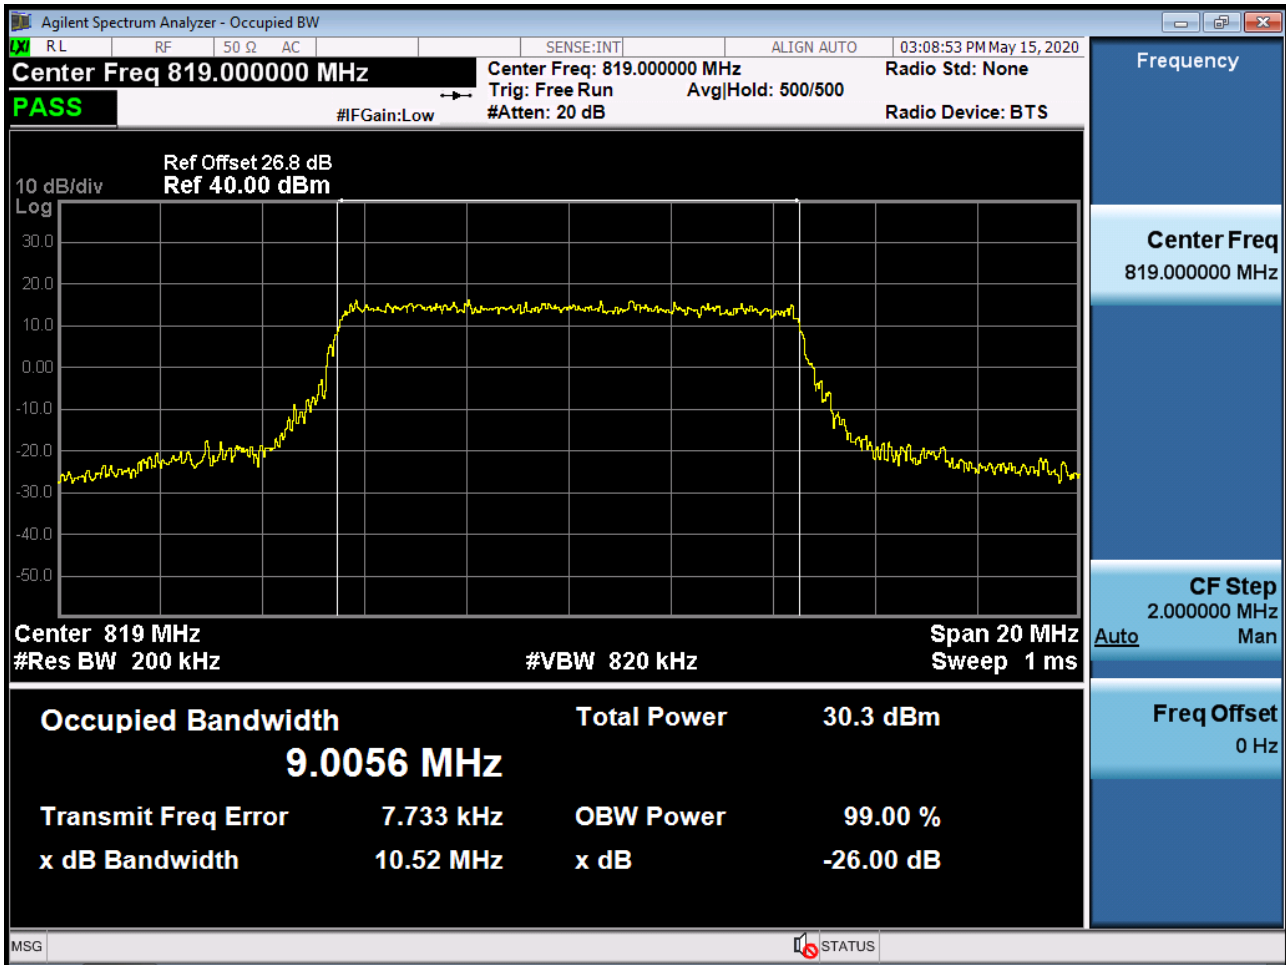 Agilent Spectrum Analyzer - Occupied BW
LXI RL RF 50 Ω AC SENSE:INT ALIGN AUTO 03:08:53 PM May 15, 2020
Center Freq 819.000000 MHz
PASS
#IFGain:Low
Center Freq: 819.000000 MHz
Trig: Free Run Avg|Hold: 500/500
#Atten: 20 dB
Radio Std: None
Radio Device: BTS
Ref Offset 26.8 dB
10 dB/div Ref 40.00 dBm
Log
30.0
20.0
10.0
0.00
-10.0
-20.0
-30.0
-40.0
-50.0
Center 819 MHz Span 20 MHz
#Res BW 200 kHz #VBW 820 kHz Sweep 1 ms
Occupied Bandwidth Total Power 30.3 dBm
9.0056 MHz
Transmit Freq Error 7.733 kHz OBW Power 99.00 %
x dB Bandwidth 10.52 MHz x dB -26.00 dB
MSG STATUS
Frequency
Center Freq
819.000000 MHz
CF Step
2.000000 MHz
Auto Man
Freq Offset
0 Hz